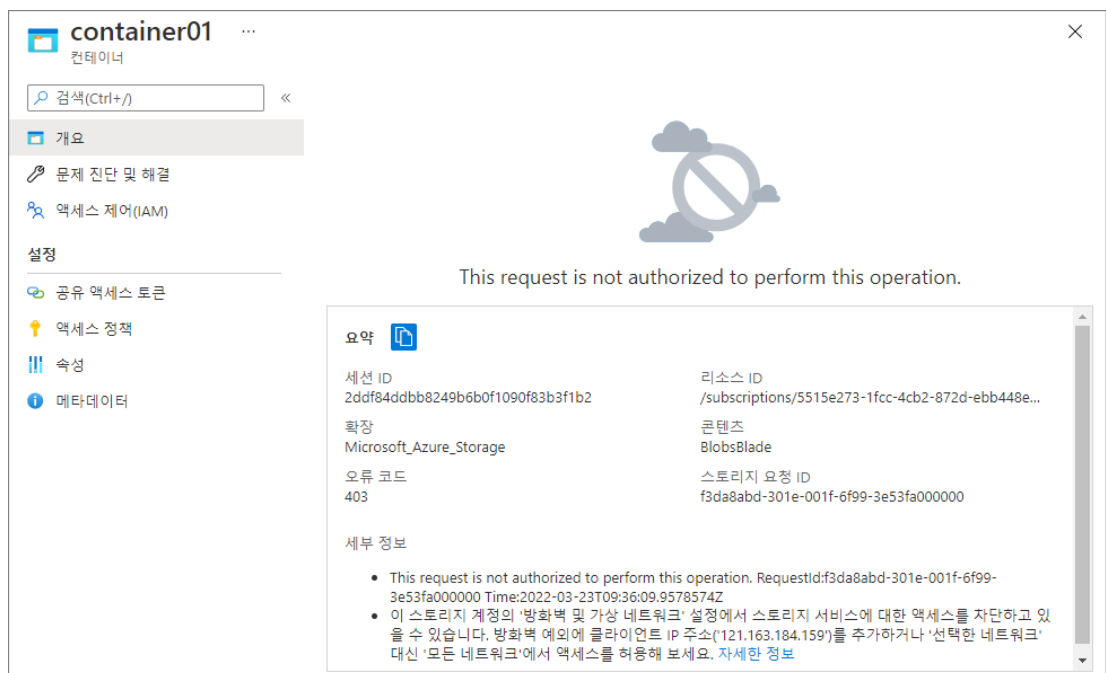 container01 ...
컨테이너
검색(Ctrl+/)
«
개요
문제 진단 및 해결
액세스 제어(IAM)
설정
공유 액세스 토큰
액세스 정책
속성
메타데이터
This request is not authorized to perform this operation.
요약
세션 ID
2ddf84ddbb8249b6b0f1090f83b3f1b2
리소스 ID
/subscriptions/5515e273-1fcc-4cb2-872d-ebb448e...
확장
Microsoft_Azure_Storage
콘텐츠
BlobsBlade
오류 코드
403
스토리지 요청 ID
f3da8abd-301e-001f-6f99-3e53fa000000
세부 정보
• This request is not authorized to perform this operation. RequestId:f3da8abd-301e-001f-6f99-
3e53fa000000 Time:2022-03-23T09:36:09.9578574Z
• 이 스토리지 계정의 '방화벽 및 가상 네트워크' 설정에서 스토리지 서비스에 대한 액세스를 차단하고 있
을 수 있습니다. 방화벽 예외에 클라이언트 IP 주소('121.163.184.159')를 추가하거나 '선택한 네트워크'
대신 '모든 네트워크'에서 액세스를 허용해 보세요. 자세한 정보